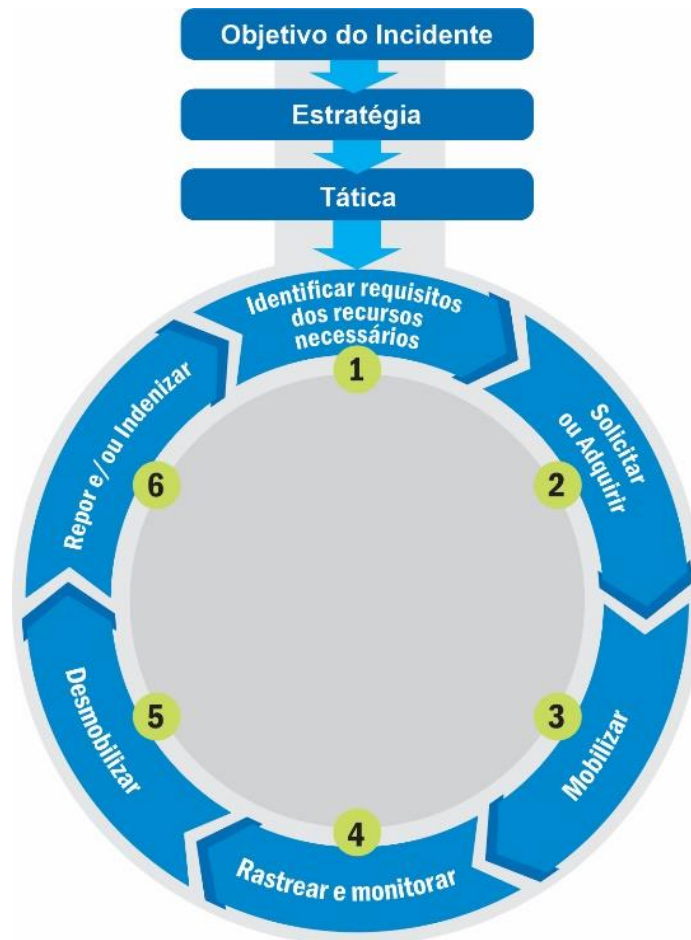 Objetivo do Incidente
Estratégia
Tática
Identificar requisitos
dos recursos
necessários
1
Solicitar
ou Adquirir
2
Mobilizar
3
Rastrear e monitorar
4
Desmobilizar
5
Repor e/ou Indenizar
6